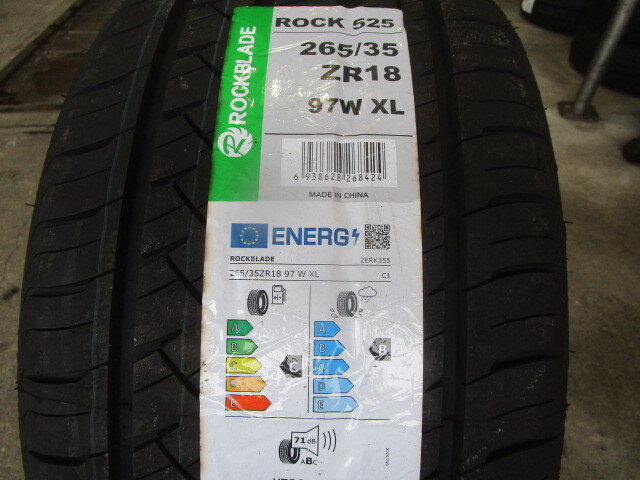 ROCKBLADE
ROCK 525
265/35
ZR18
97W XL
6 938628 268424
MADE IN CHINA
ENERG
ROCKBLADE 2ERK355
265/35ZR18 97 W XL C1
A A
B B B
C C C
D D
E E
71 dB
ABC